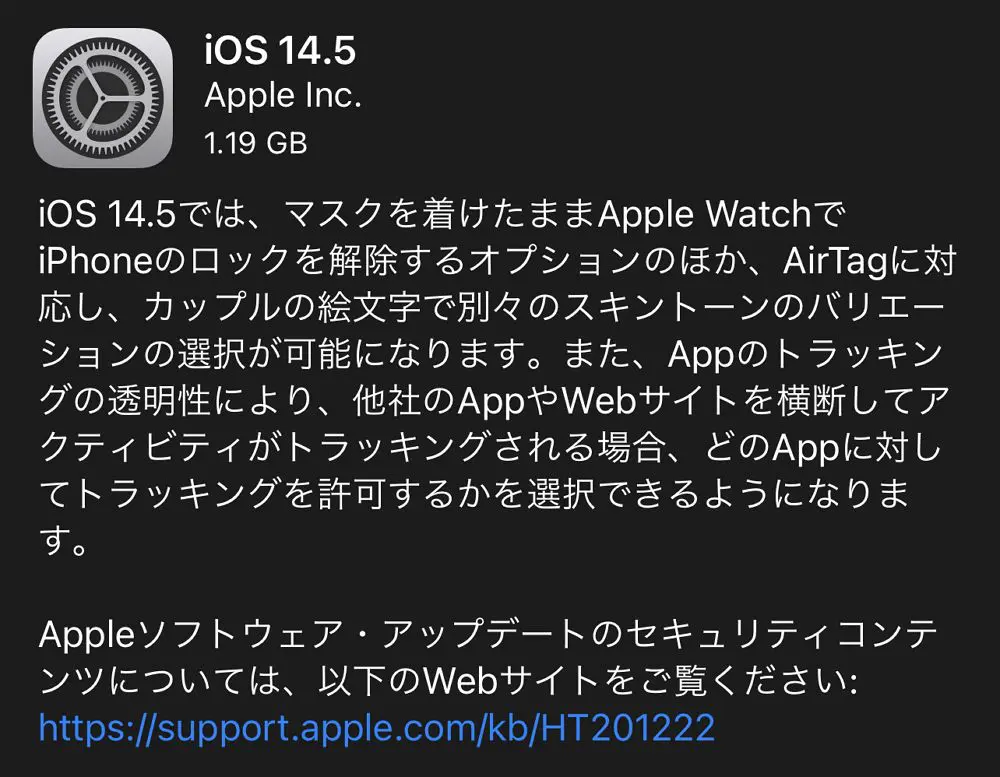 iOS 14.5
Apple Inc.
1.19 GB
iOS 14.5では、マスクを着けたままApple Watchで
iPhoneのロックを解除するオプションのほか、AirTagに対
応し、カップルの絵文字で別々のスキントーンのバリエー
ションの選択が可能になります。また、Appのトラッキン
グの透明性により、他社のAppやWebサイトを横断してア
クティビティがトラッキングされる場合、どのAppに対し
てトラッキングを許可するかを選択できるようになりま
す。
Appleソフトウェア・アップデートのセキュリティコンテ
ンツについては、以下のWebサイトをご覧ください:
https://support.apple.com/kb/HT201222